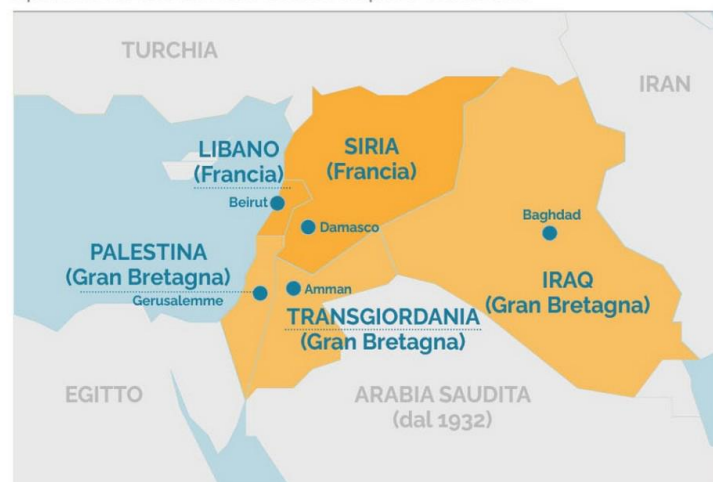 TURCHIA
IRAN
LIBANO
(Francia)
SIRIA
(Francia)
Beirut
Damasco
Baghdad
PALESTINA
(Gran Bretagna)
Gerusalemme
Amman
IRAQ
(Gran Bretagna)
TRANSGIORDANIA
(Gran Bretagna)
EGITTO
ARABIA SAUDITA
(dal 1932)